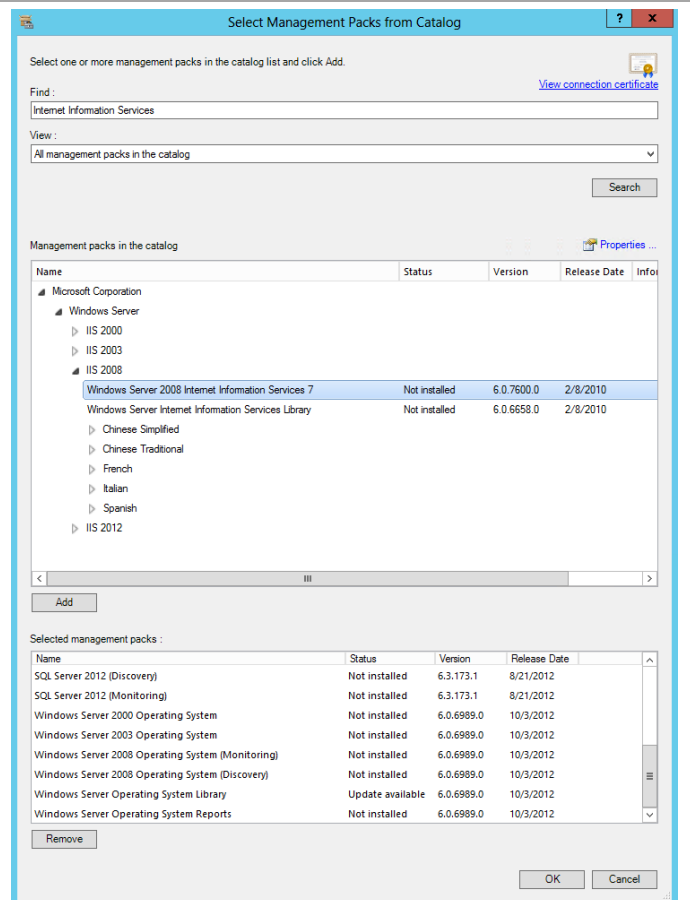 Select Management Packs from Catalog
? x
Select one or more management packs in the catalog list and click Add.
View connection certificate
Find :
Internet Information Services
View :
All management packs in the catalog
Search
Management packs in the catalog
Properties ...
Name Status Version Release Date Infor
Microsoft Corporation
Windows Server
IIS 2000
IIS 2003
IIS 2008
Windows Server 2008 Internet Information Services 7 Not installed 6.0.7600.0 2/8/2010
Windows Server Internet Information Services Library Not installed 6.0.6658.0 2/8/2010
Chinese Simplified
Chinese Traditional
French
Italian
Spanish
IIS 2012
Add
Selected management packs :
Name Status Version Release Date
SQL Server 2012 (Discovery) Not installed 6.3.173.1 8/21/2012
SQL Server 2012 (Monitoring) Not installed 6.3.173.1 8/21/2012
Windows Server 2000 Operating System Not installed 6.0.6989.0 10/3/2012
Windows Server 2003 Operating System Not installed 6.0.6989.0 10/3/2012
Windows Server 2008 Operating System (Monitoring) Not installed 6.0.6989.0 10/3/2012
Windows Server 2008 Operating System (Discovery) Not installed 6.0.6989.0 10/3/2012
Windows Server Operating System Library Update available 6.0.6989.0 10/3/2012
Windows Server Operating System Reports Not installed 6.0.6989.0 10/3/2012
Remove
OK Cancel